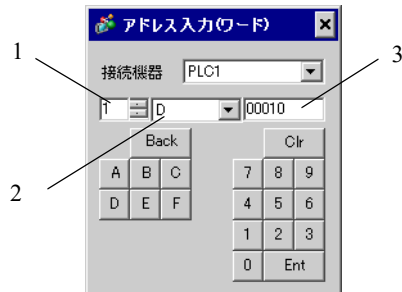 アドレス入力(ワード)
接続機器 PLC1
1 D 00010
Back Clr
A B C 7 8 9
D E F 4 5 6
1 2 3
0 Ent
1
2
3